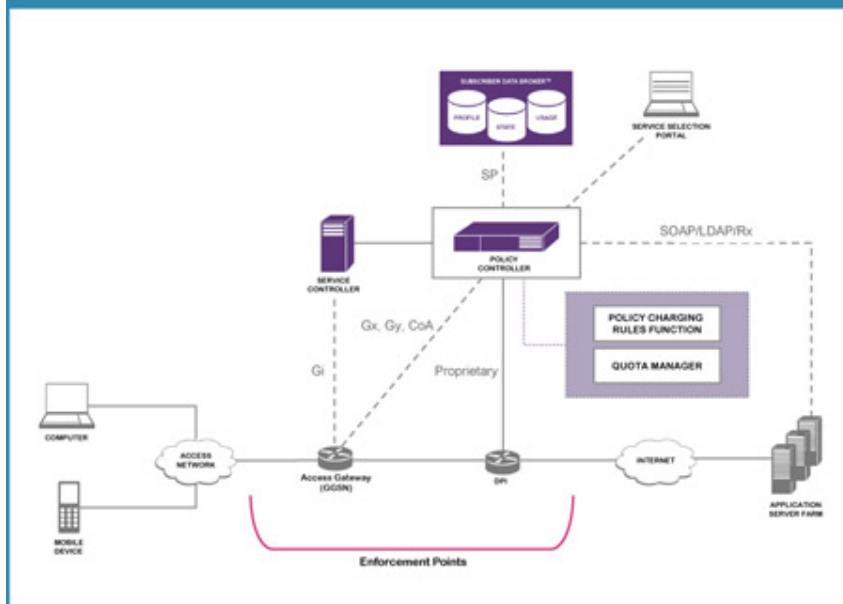 SUBSCRIBER DATA BROKER™
PROFILE
STATE
USAGE
SERVICE SELECTION
PORTAL
SP
SOAP/LDAP/Rx
POLICY
CONTROLLER
SERVICE
CONTROLLER
POLICY CHARGING
RULES FUNCTION
QUOTA MANAGER
Gx, Gy, CoA
Gi
Proprietary
COMPUTER
ACCESS
NETWORK
Access Gateway
(GGSN)
DPI
INTERNET
APPLICATION
SERVER FARM
MOBILE
DEVICE
Enforcement Points